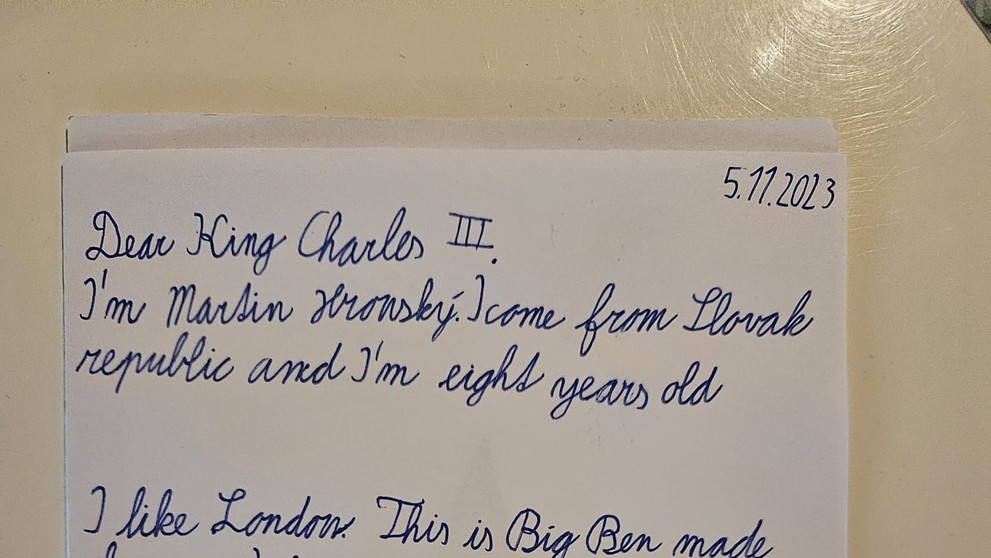 5.11.2023
Dear King Charles III.
I'm Martin Hronský. I come from Slovak
republic and I'm eight years old
I like London. This is Big Ben made